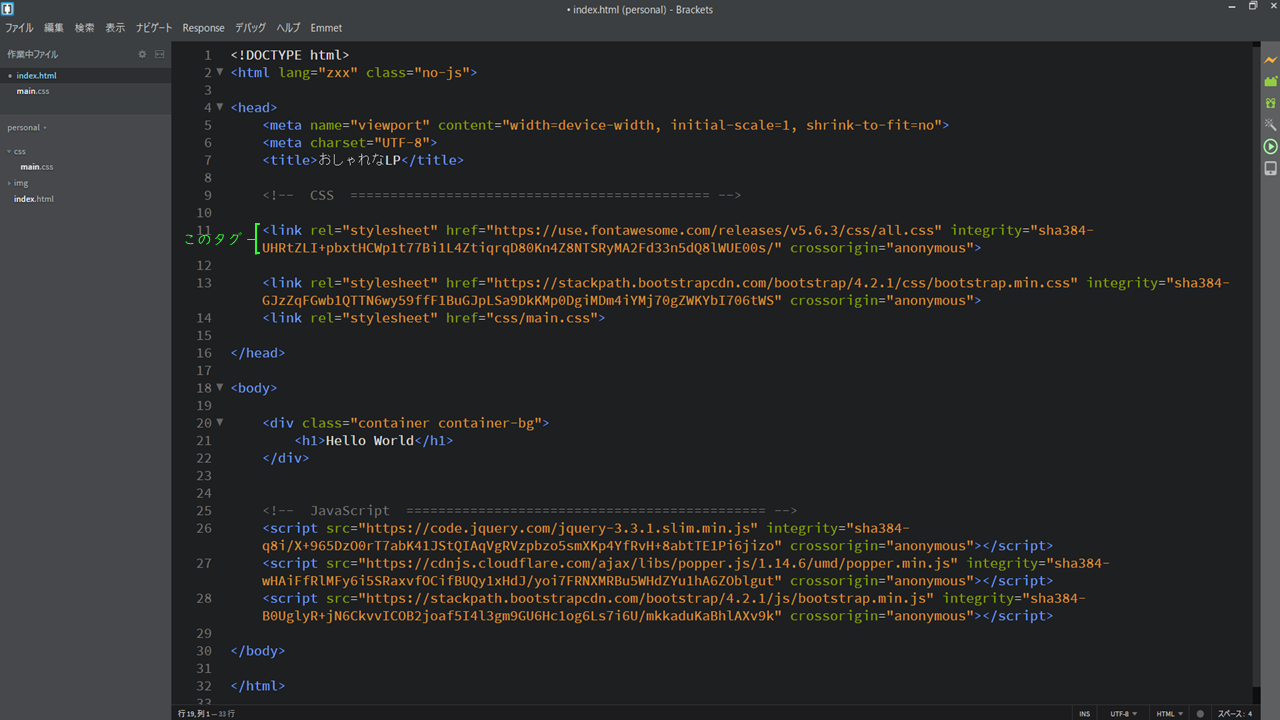 • index.html (personal) - Brackets
ファイル 編集 検索 表示 ナビゲート Response デバッグ ヘルプ Emmet
作業中ファイル
• index.html
main.css
personal
css
main.css
img
index.html
1 <!DOCTYPE html>
2 <html lang="zxx" class="no-js">
3
4 <head>
5 <meta name="viewport" content="width=device-width, initial-scale=1, shrink-to-fit=no">
6 <meta charset="UTF-8">
7 <title>おしゃれなLP</title>
8
9 <!-- CSS ============================================= -->
10
11 <link rel="stylesheet" href="https://use.fontawesome.com/releases/v5.6.3/css/all.css" integrity="sha384-
このタグ
UHRtZLI+pbxtHCWp1t77Bi1L4ZtiqrqD80Kn4Z8NTSRyMA2Fd33n5dQ8lWUE00s/" crossorigin="anonymous">
12
13 <link rel="stylesheet" href="https://stackpath.bootstrapcdn.com/bootstrap/4.2.1/css/bootstrap.min.css" integrity="sha384-
GJzZqFGwb1QTTN6wy59ffF1BuGJpLSa9DkKMp0DgiMDm4iYMj70gZWKYbI706tWS" crossorigin="anonymous">
14 <link rel="stylesheet" href="css/main.css">
15
16 </head>
17
18 <body>
19
20 <div class="container container-bg">
21 <h1>Hello World</h1>
22 </div>
23
24
25 <!-- JavaScript ============================================= -->
26 <script src="https://code.jquery.com/jquery-3.3.1.slim.min.js" integrity="sha384-
q8i/X+965DzO0rT7abK41JStQIAqVgRVzpbzo5smXKp4YfRvH+8abtTE1Pi6jizo" crossorigin="anonymous"></script>
27 <script src="https://cdnjs.cloudflare.com/ajax/libs/popper.js/1.14.6/umd/popper.min.js" integrity="sha384-
wHAiFfRlMFy6i5SRaxvfOCifBUQy1xHdJ/yoi7FRNXMRBu5WHdZYu1hA6ZOblgut" crossorigin="anonymous"></script>
28 <script src="https://stackpath.bootstrapcdn.com/bootstrap/4.2.1/js/bootstrap.min.js" integrity="sha384-
B0UglyR+jN6CkvvICOB2joaf5I4l3gm9GU6Hc1og6Ls7i6U/mkkaduKaBhlAXv9k" crossorigin="anonymous"></script>
29
30 </body>
31
32 </html>
33
行 19, 列 1 — 33 行 INS UTF-8 HTML スペース: 4